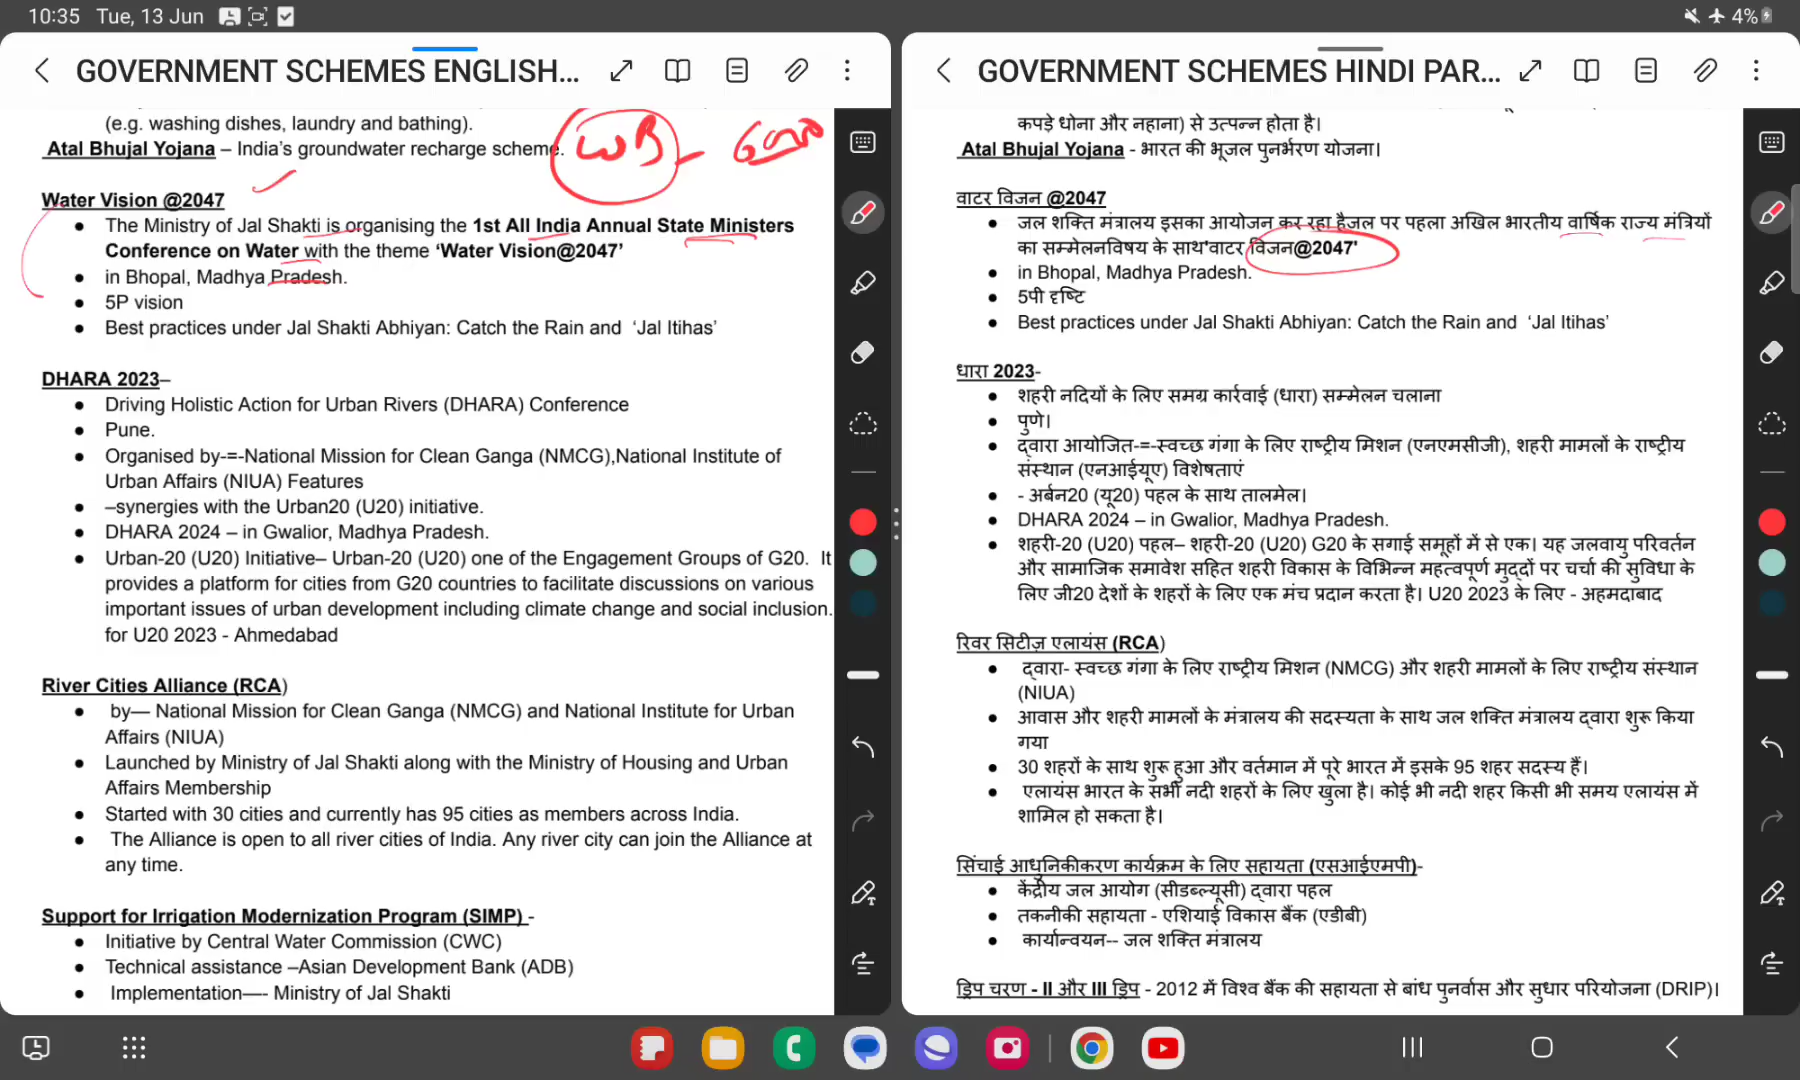 10:35 Tue, 13 Jun
4%
GOVERNMENT SCHEMES ENGLISH...
(e.g. washing dishes, laundry and bathing).
Atal Bhujal Yojana – India’s groundwater recharge scheme.
WB -
Water Vision @2047
The Ministry of Jal Shakti is organising the 1st All India Annual State Ministers
Conference on Water with the theme ‘Water Vision@2047’
in Bhopal, Madhya Pradesh.
5P vision
Best practices under Jal Shakti Abhiyan: Catch the Rain and ‘Jal Itihas’
DHARA 2023–
Driving Holistic Action for Urban Rivers (DHARA) Conference
Pune.
Organised by-=-National Mission for Clean Ganga (NMCG),National Institute of
Urban Affairs (NIUA) Features
–synergies with the Urban20 (U20) initiative.
DHARA 2024 – in Gwalior, Madhya Pradesh.
Urban-20 (U20) Initiative– Urban-20 (U20) one of the Engagement Groups of G20. It
provides a platform for cities from G20 countries to facilitate discussions on various
important issues of urban development including climate change and social inclusion.
for U20 2023 - Ahmedabad
River Cities Alliance (RCA)
by— National Mission for Clean Ganga (NMCG) and National Institute for Urban
Affairs (NIUA)
Launched by Ministry of Jal Shakti along with the Ministry of Housing and Urban
Affairs Membership
Started with 30 cities and currently has 95 cities as members across India.
The Alliance is open to all river cities of India. Any river city can join the Alliance at
any time.
Support for Irrigation Modernization Program (SIMP) -
Initiative by Central Water Commission (CWC)
Technical assistance –Asian Development Bank (ADB)
Implementation—- Ministry of Jal Shakti
GOVERNMENT SCHEMES HINDI PAR...
कपड़े धोना और नहाना) से उत्पन्न होता है।
Atal Bhujal Yojana - भारत की भूजल पुनर्भरण योजना।
वाटर विजन @2047
जल शक्ति मंत्रालय इसका आयोजन कर रहा हैजल पर पहला अखिल भारतीय वार्षिक राज्य मंत्रियों
का सम्मेलनविषय के साथ'वाटर विजन@2047'
in Bhopal, Madhya Pradesh.
5पी दृष्टि
Best practices under Jal Shakti Abhiyan: Catch the Rain and ‘Jal Itihas’
धारा 2023-
शहरी नदियों के लिए समग्र कार्रवाई (धारा) सम्मेलन चलाना
पुणे।
द्वारा आयोजित-=-स्वच्छ गंगा के लिए राष्ट्रीय मिशन (एनएमसीजी), शहरी मामलों के राष्ट्रीय
संस्थान (एनआईयूए) विशेषताएं
- अर्बन20 (यू20) पहल के साथ तालमेल।
DHARA 2024 – in Gwalior, Madhya Pradesh.
शहरी-20 (U20) पहल– शहरी-20 (U20) G20 के सगाई समूहों में से एक। यह जलवायु परिवर्तन
और सामाजिक समावेश सहित शहरी विकास के विभिन्न महत्वपूर्ण मुद्दों पर चर्चा की सुविधा के
लिए जी20 देशों के शहरों के लिए एक मंच प्रदान करता है। U20 2023 के लिए - अहमदाबाद
रिवर सिटीज़ एलायंस (RCA)
द्वारा- स्वच्छ गंगा के लिए राष्ट्रीय मिशन (NMCG) और शहरी मामलों के लिए राष्ट्रीय संस्थान
(NIUA)
आवास और शहरी मामलों के मंत्रालय की सदस्यता के साथ जल शक्ति मंत्रालय द्वारा शुरू किया
गया
30 शहरों के साथ शुरू हुआ और वर्तमान में पूरे भारत में इसके 95 शहर सदस्य हैं।
एलायंस भारत के सभी नदी शहरों के लिए खुला है। कोई भी नदी शहर किसी भी समय एलायंस में
शामिल हो सकता है।
सिंचाई आधुनिकीकरण कार्यक्रम के लिए सहायता (एसआईएमपी)-
केंद्रीय जल आयोग (सीडब्ल्यूसी) द्वारा पहल
तकनीकी सहायता - एशियाई विकास बैंक (एडीबी)
कार्यान्वयन-- जल शक्ति मंत्रालय
ड्रिप चरण - II और III ड्रिप - 2012 में विश्व बैंक की सहायता से बांध पुनर्वास और सुधार परियोजना (DRIP)।